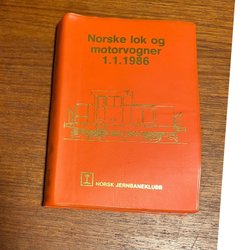 Norske lok og
motorvogner
1.1.1986
NORSK JERNBANEKLUBB